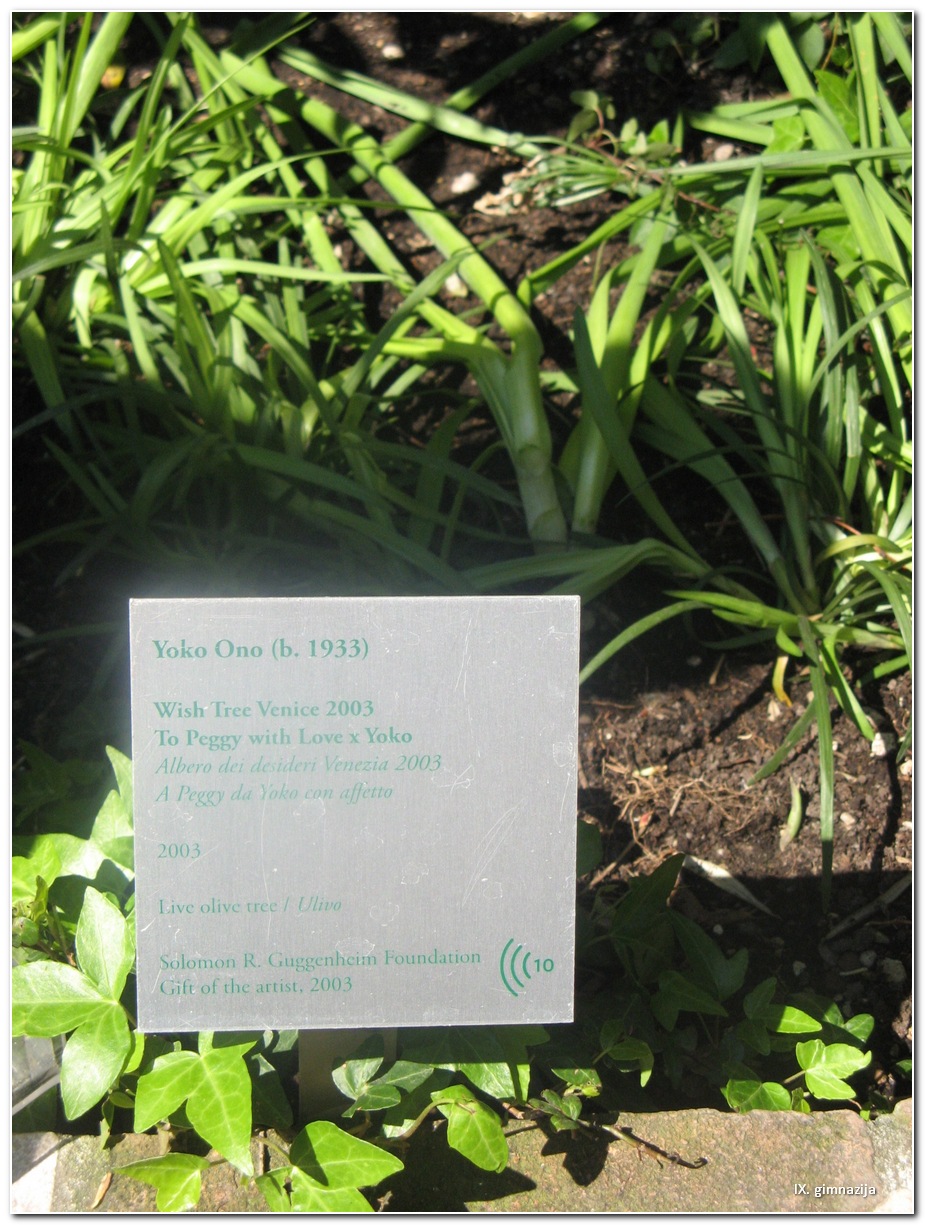 Yoko Ono (b. 1933)
Wish Tree Venice 2003
To Peggy with Love x Yoko
Albero dei desideri Venezia 2003
A Peggy da Yoko con affetto
2003
Live olive tree / Ulivo
Solomon R. Guggenheim Foundation
Gift of the artist, 2003
10
IX. gimnazija